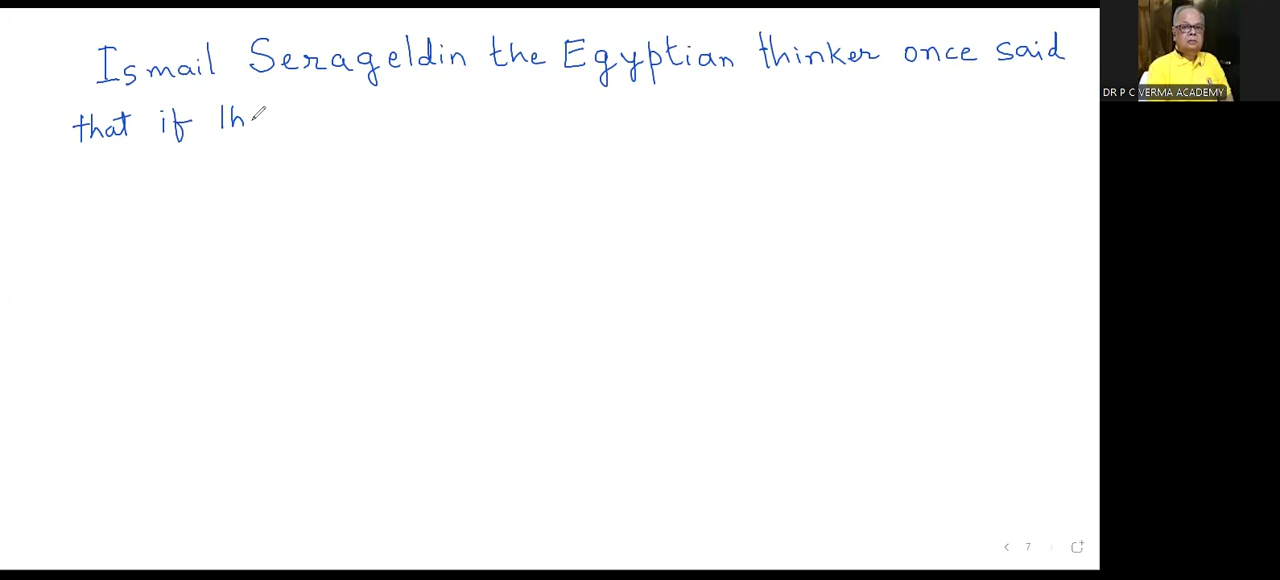 Ismail Serageldin the Egyptian thinker once said
that if th
DR P C VERMA ACADEMY
7